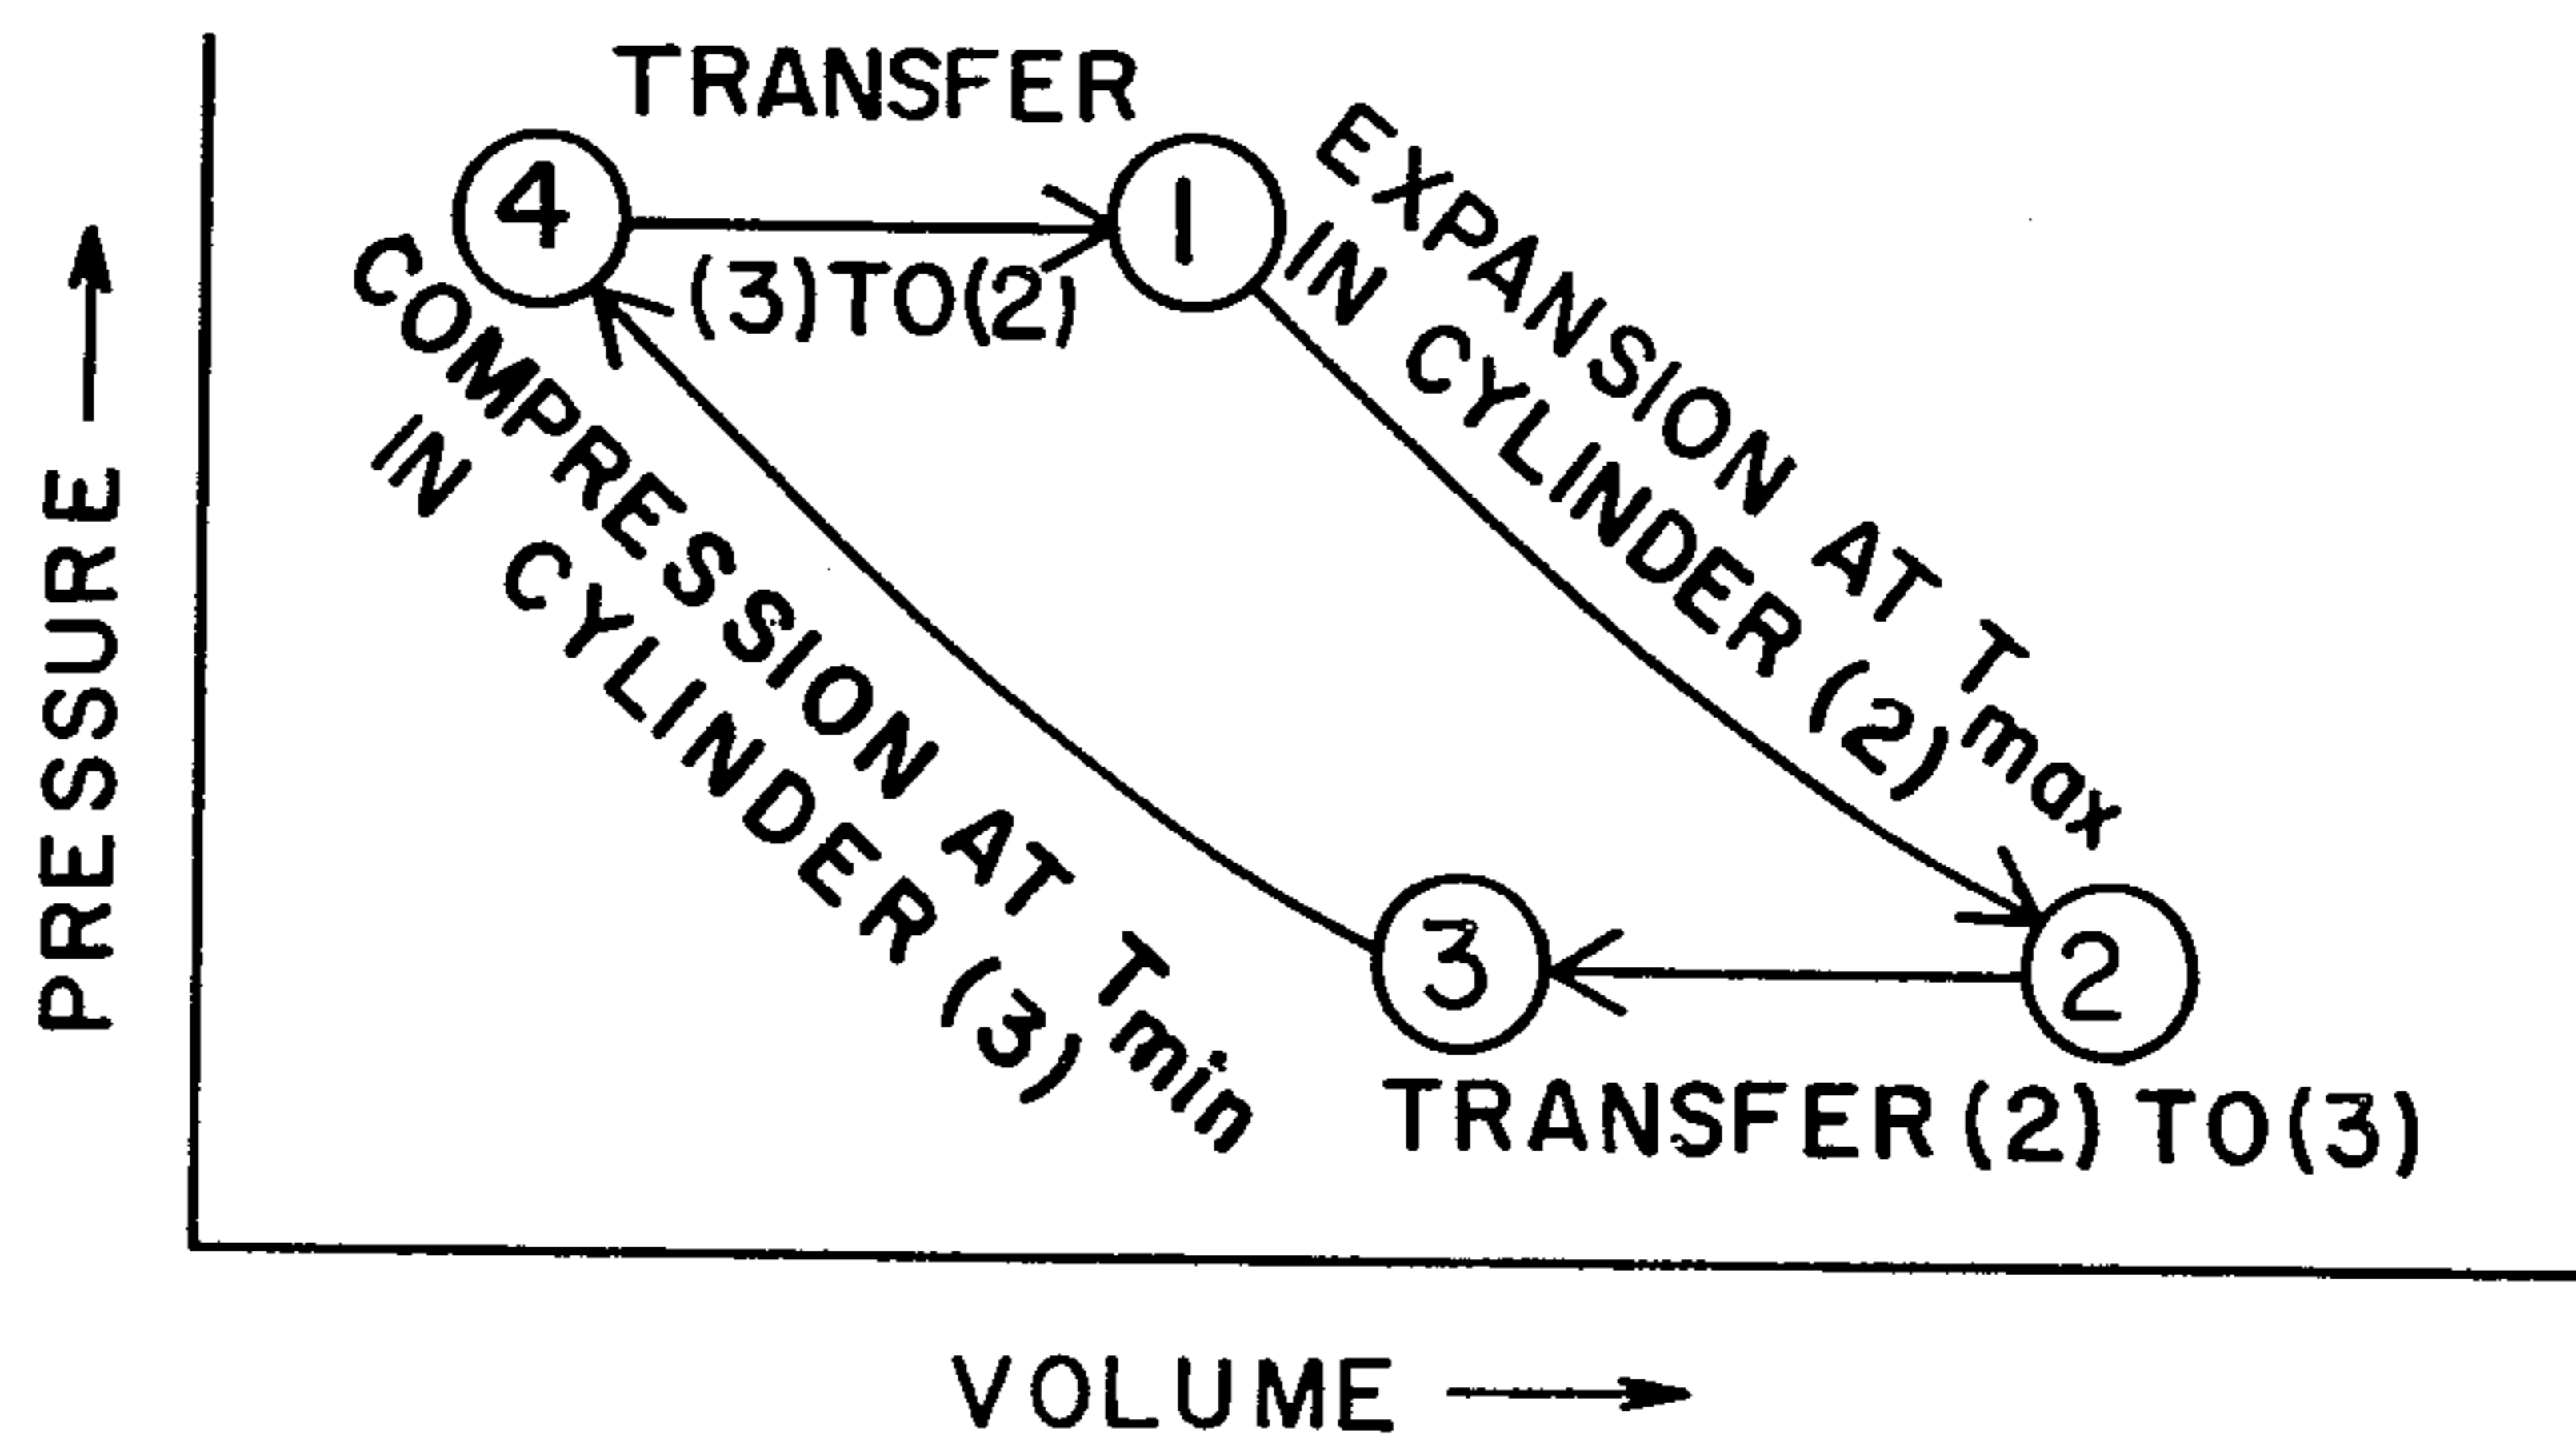 TRANSFER
4
1
(3) TO (2)
EXPANSION AT Tmax
IN CYLINDER (2)
COMPRESSION AT Tmin
IN CYLINDER (3)
3
2
TRANSFER (2) TO (3)
PRESSURE
VOLUME